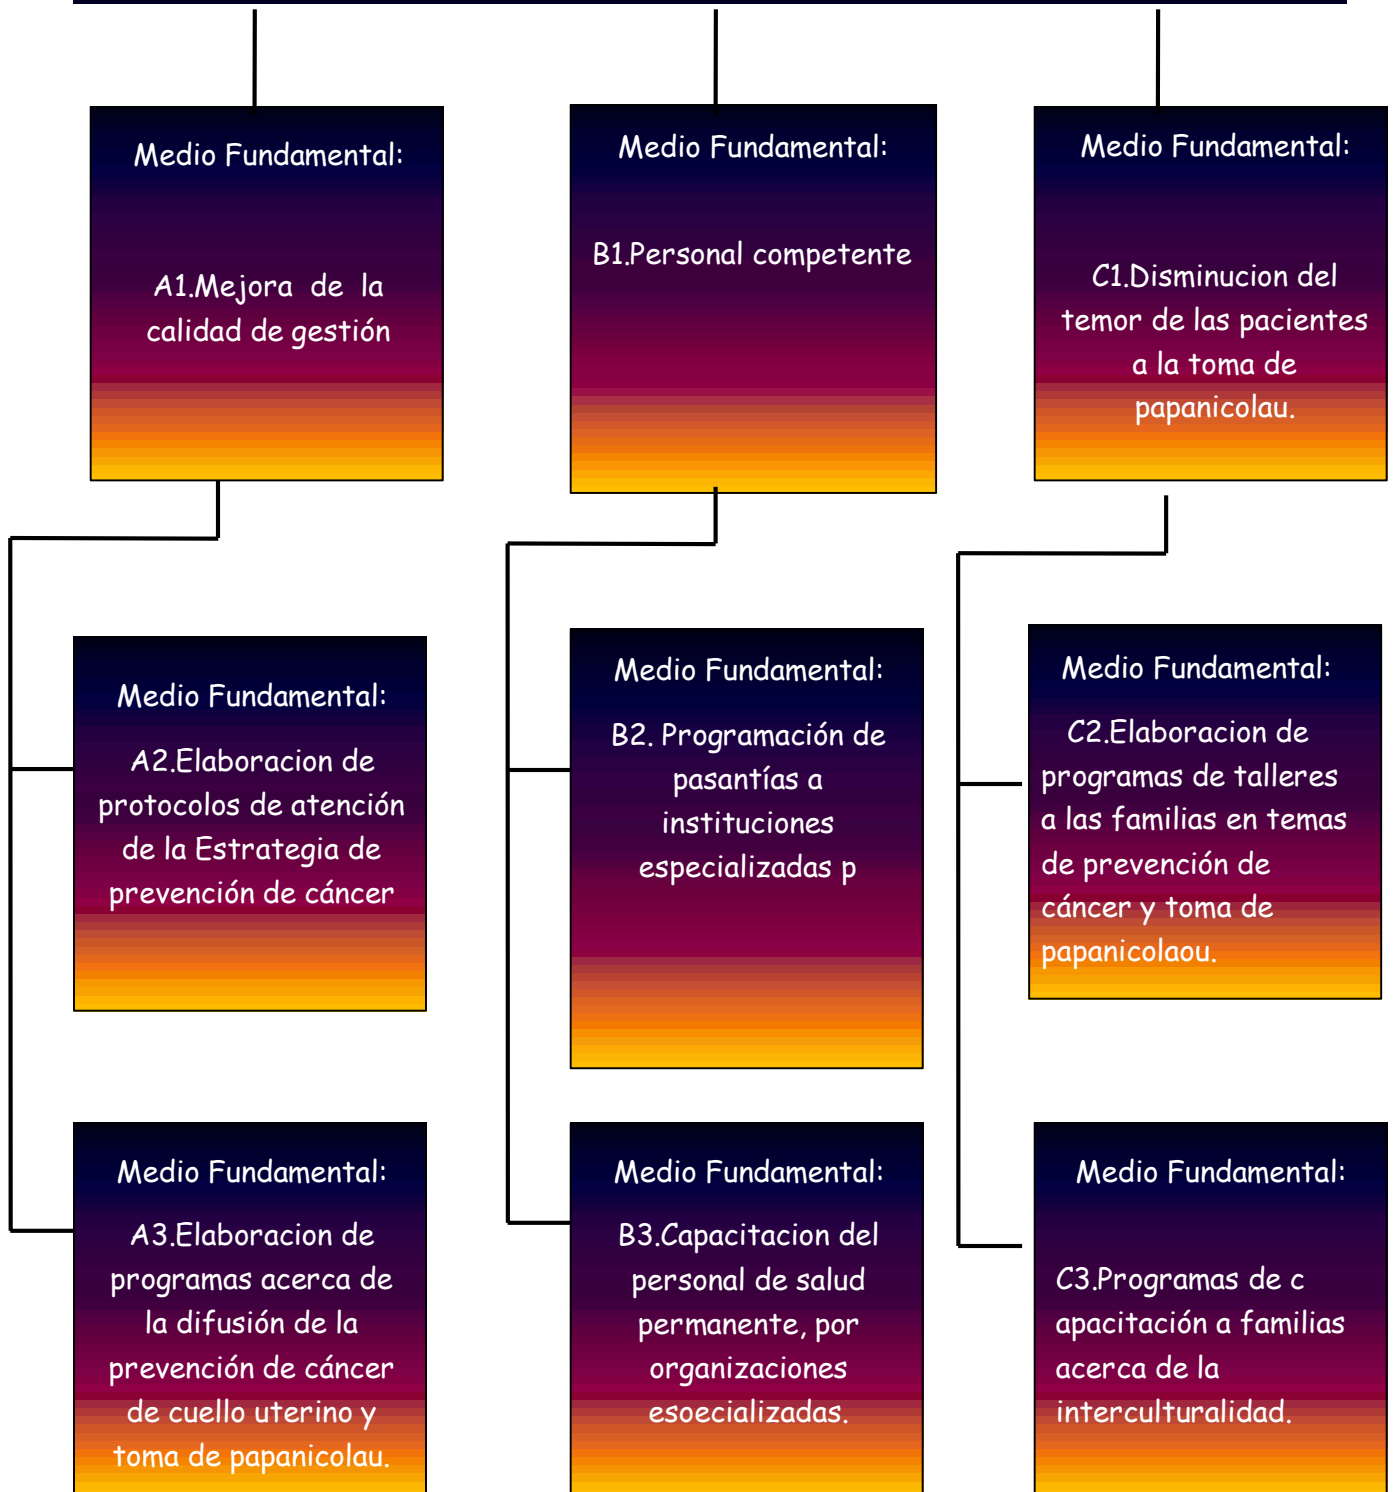 Medio Fundamental:
A1.Mejora de la
calidad de gestión
Medio Fundamental:
B1.Personal competente
Medio Fundamental:
C1.Disminucion del
temor de las pacientes
a la toma de
papanicolau.
Medio Fundamental:
A2.Elaboracion de
protocolos de atención
de la Estrategia de
prevención de cáncer
Medio Fundamental:
B2. Programación de
pasantías a
instituciones
especializadas p
Medio Fundamental:
C2.Elaboracion de
programas de talleres
a las familias en temas
de prevención de
cáncer y toma de
papanicolaou.
Medio Fundamental:
A3.Elaboracion de
programas acerca de
la difusión de la
prevención de cáncer
de cuello uterino y
toma de papanicolau.
Medio Fundamental:
B3.Capacitacion del
personal de salud
permanente, por
organizaciones
esoecializadas.
Medio Fundamental:
C3.Programas de c
apacitación a familias
acerca de la
interculturalidad.